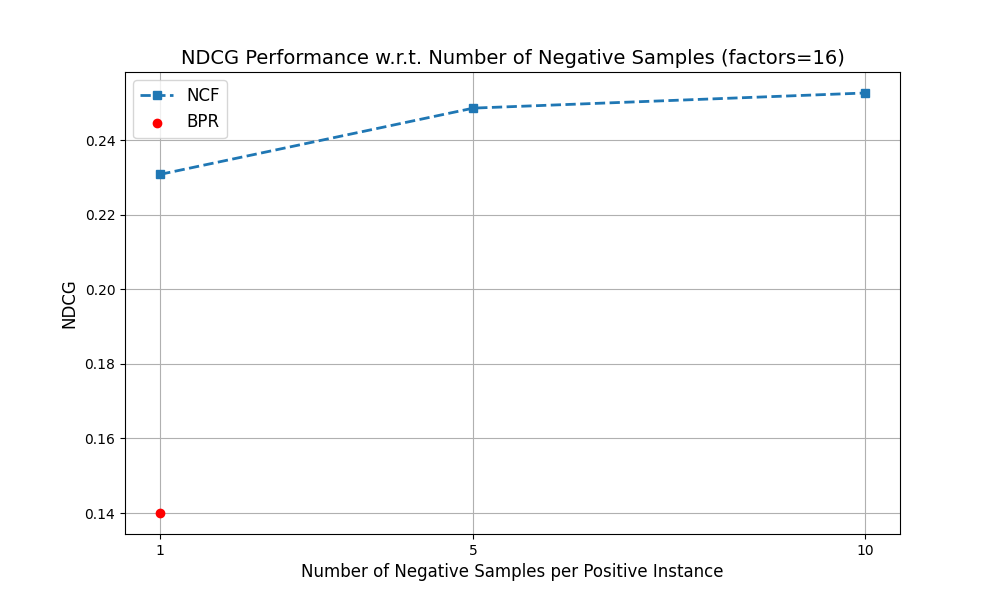 NDCG Performance w.r.t. Number of Negative Samples (factors=16)
NCF
BPR
0.24
0.22
0.20
0.18
0.16
0.14
NDCG
1
5
10
Number of Negative Samples per Positive Instance